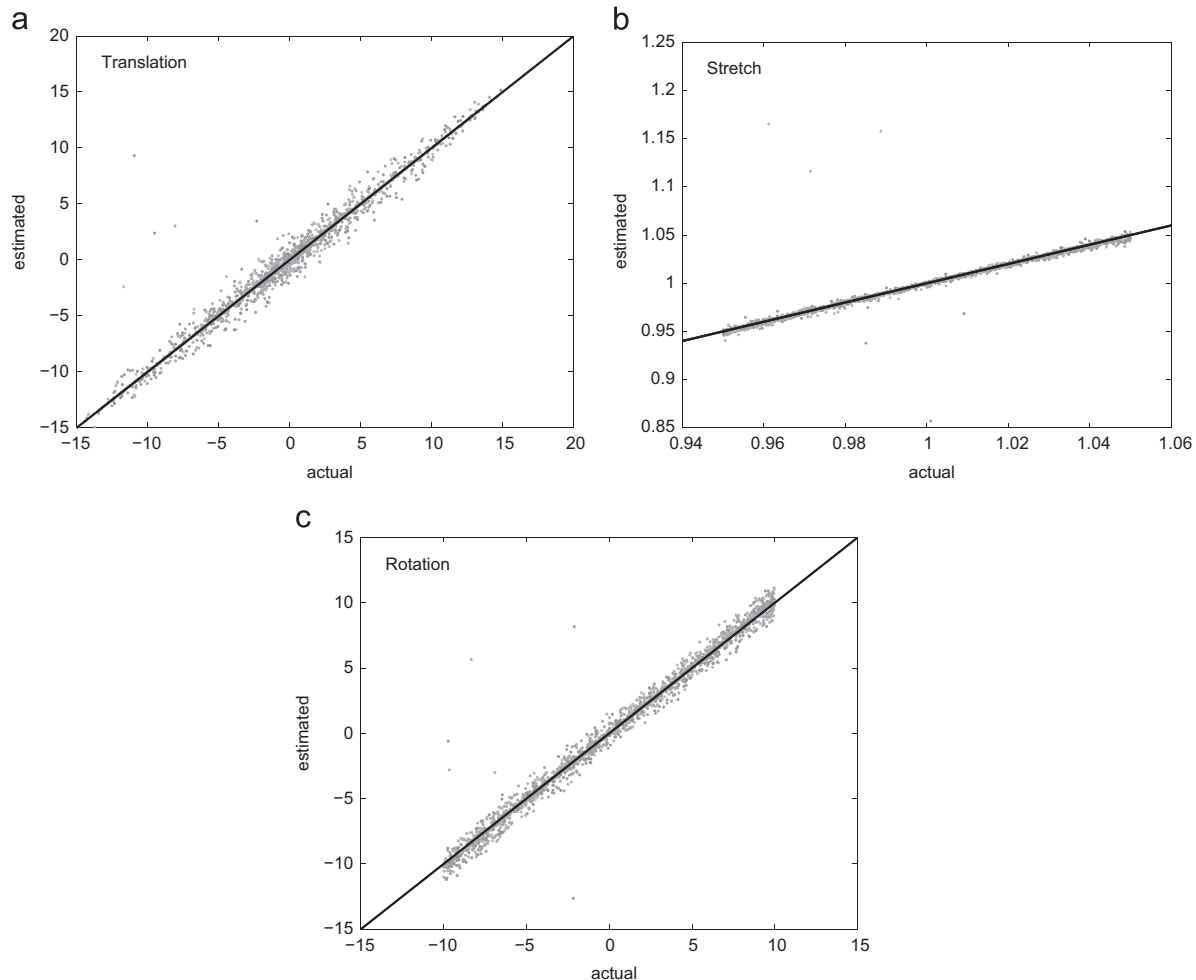 a
Translation
20
15
10
5
0
−5
−10
−15
estimated
−15 −10 −5 0 5 10 15 20
actual
b
Stretch
1.25
1.2
1.15
1.1
1.05
1
0.95
0.9
0.85
estimated
0.94 0.96 0.98 1 1.02 1.04 1.06
actual
c
Rotation
15
10
5
0
−5
−10
−15
estimated
−15 −10 −5 0 5 10 15
actual